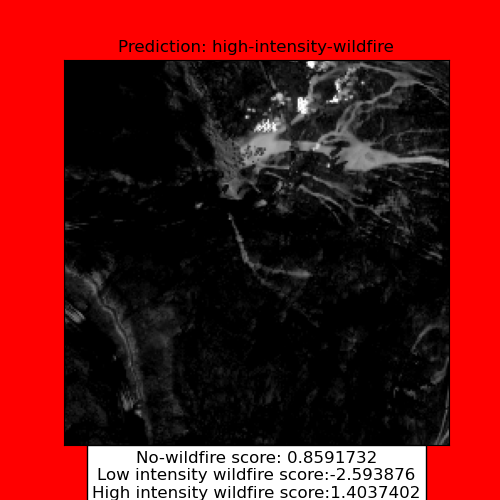 Prediction: high-intensity-wildfire
No-wildfire score: 0.8591732
Low intensity wildfire score:-2.593876
High intensity wildfire score:1.4037402